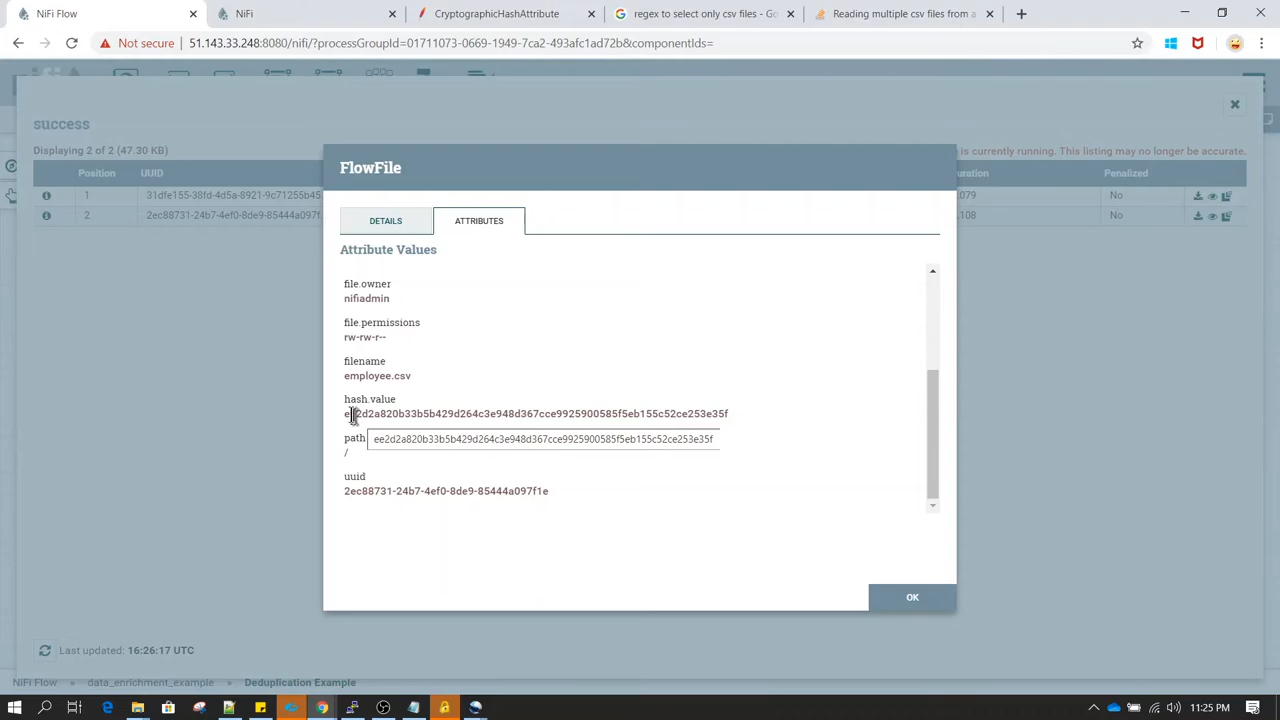 NiFi Flow
NiFi
CryptographicHashAttribute
regex to select only csv files - Go
Reading multiple csv files from a
Not secure
51.143.33.248:8080/nifi/?processGroupId=01711073-0669-1949-7ca2-493afc1ad72b&componentIds=
success
Displaying 2 of 2 (47.30 KB)
is currently running. This listing may no longer be accurate.
Position UUID uration Penalized
1 31dfe155-38fd-4d5a-8921-9c71255b45 .079 No
2 2ec88731-24b7-4ef0-8de9-85444a097f .108 No
FlowFile
DETAILS
ATTRIBUTES
Attribute Values
file.owner
nifiadmin
file.permissions
rw-rw-r--
filename
employee.csv
hash.value
ee2d2a820b33b5b429d264c3e948d367cce9925900585f5eb155c52ce253e35f
path
ee2d2a820b33b5b429d264c3e948d367cce9925900585f5eb155c52ce253e35f
/
uuid
2ec88731-24b7-4ef0-8de9-85444a097f1e
OK
Last updated: 16:26:17 UTC
NiFi Flow » data_enrichment_example » Deduplication Example
11:25 PM